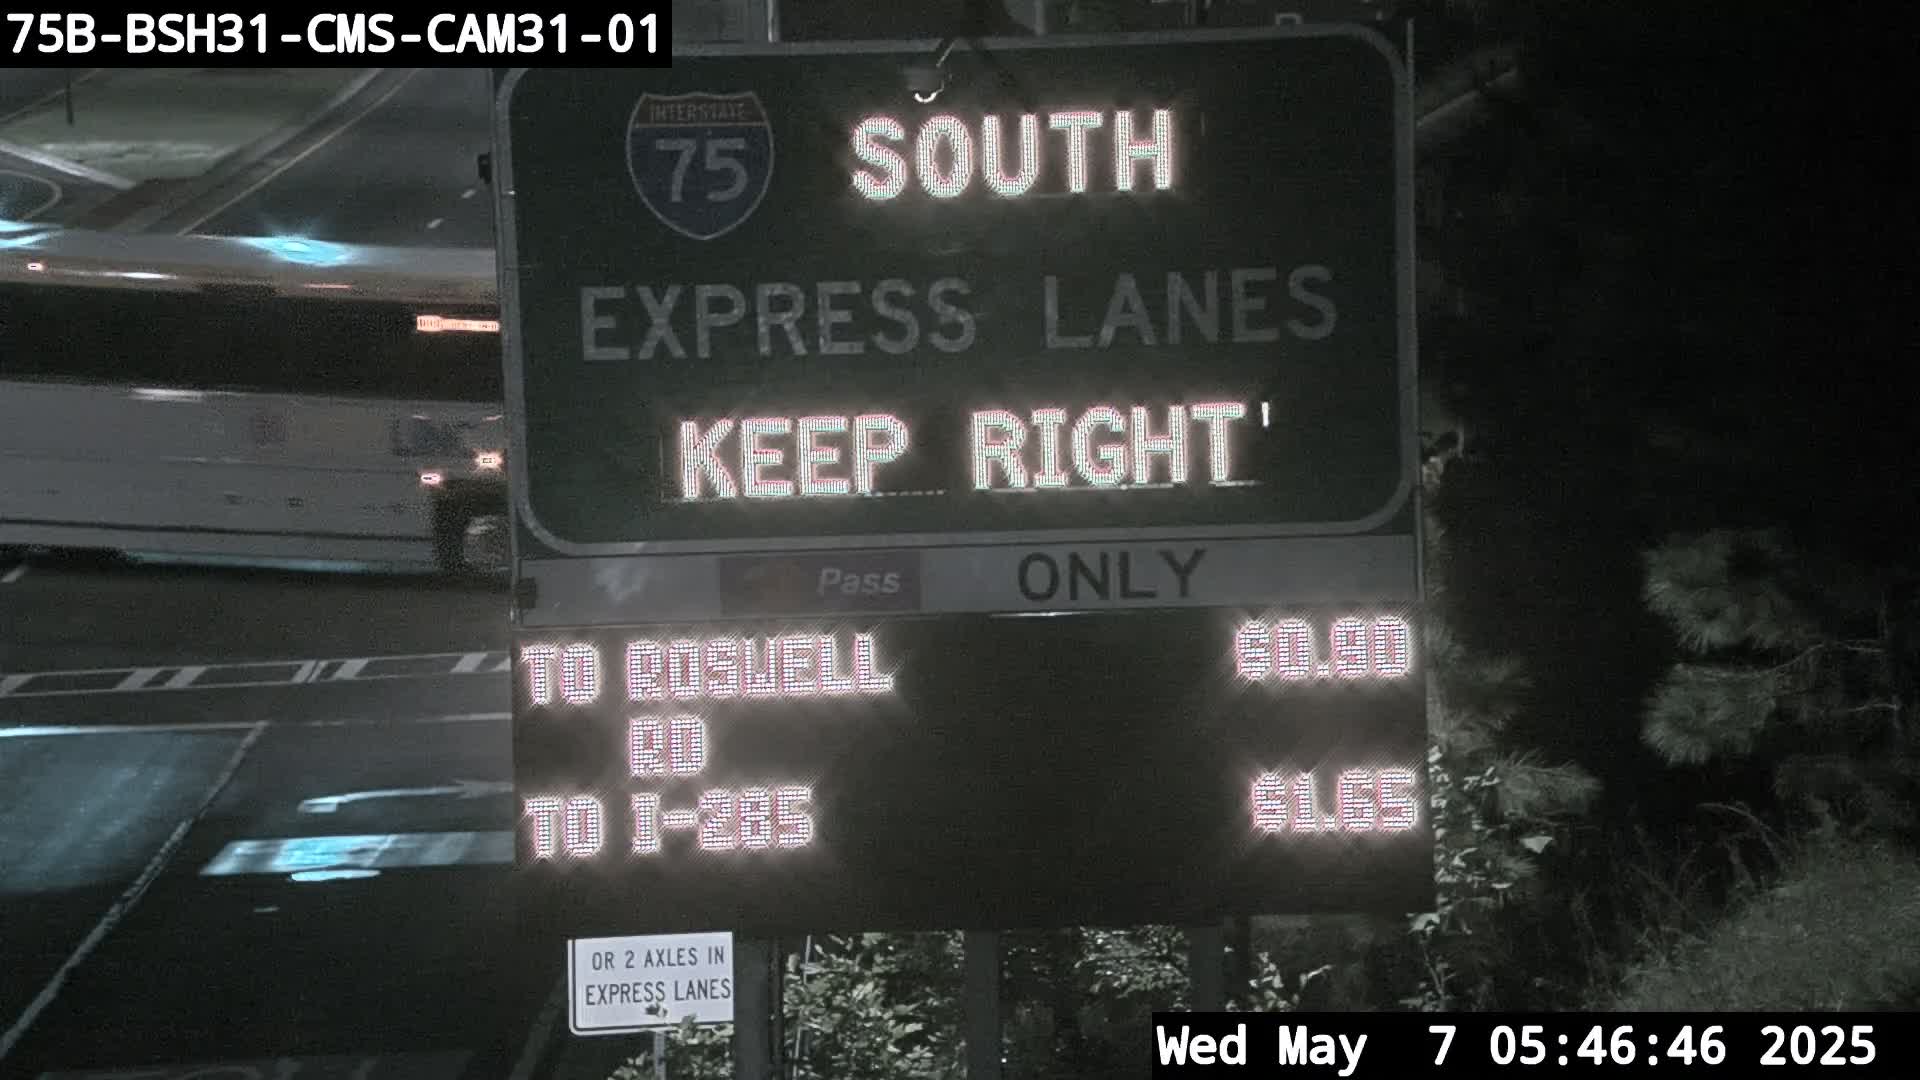 75B-BSH31-CMS-CAM31-01
INTERSTATE
75
SOUTH
EXPRESS LANES
KEEP RIGHT
Pass ONLY
TO ROSWELL $0.90
RD
TO I-285 $1.65
OR 2 AXLES IN
EXPRESS LANES
Wed May 7 05:46:46 2025